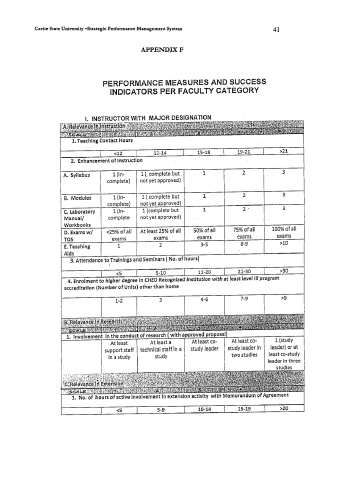 Cavite State University -Strategic Performance Management System 41
APPENDIX F
PERFORMANCE MEASURES AND SUCCESS
INDICATORS PER FACULTY CATEGORY
I. INSTRUCTOR WITH MAJOR DESIGNATION
A. Relevance in Instruction
SCALE
1. Teaching Contact Hours
<12 12-14 15-18 19-21 >21
2. Enhancement of Instruction
A. Syllabus 1 (In- 1 ( complete but 1 2 3
complete) not yet approved)
B. Modules 1 (In- 1 ( complete but 1 2 3
complete) not yet approved)
C. Laboratory 1 (In- 1 (complete but 1 2 - 3
Manual/ complete not yet approved)
Workbooks
D. Exams w/ <25% of all At least 25% of all 50% of all 75% of all 100% of all
TOS exams exams exams exams exams
E. Teaching 1 2 3-5 8-9 >10
Aids
3. Attendance to Trainings and Seminars ( No. of hours)
<5 5-10 11-20 21-30 >30
4. Enrolment to higher degree in CHED Recognized Institution with at least level III program
accreditation (Number of Units) other than home
1-2 3 4-6 7-9 >9
B. Relevance in Research
SCALE
1. Involvement in the conduct of research ( with approved proposal)
At least At least a At least co- At least co- 1 (study
support staff technical staff in a study leader study leader in leader) or at
in a study study two studies least co-study
leader in three
studies
C. Relevance in Extension
SCALE
1. No. of hours of active involvement in extension activity with Memorandum of Agreement
<5 5-9 10-14 15-19 >20